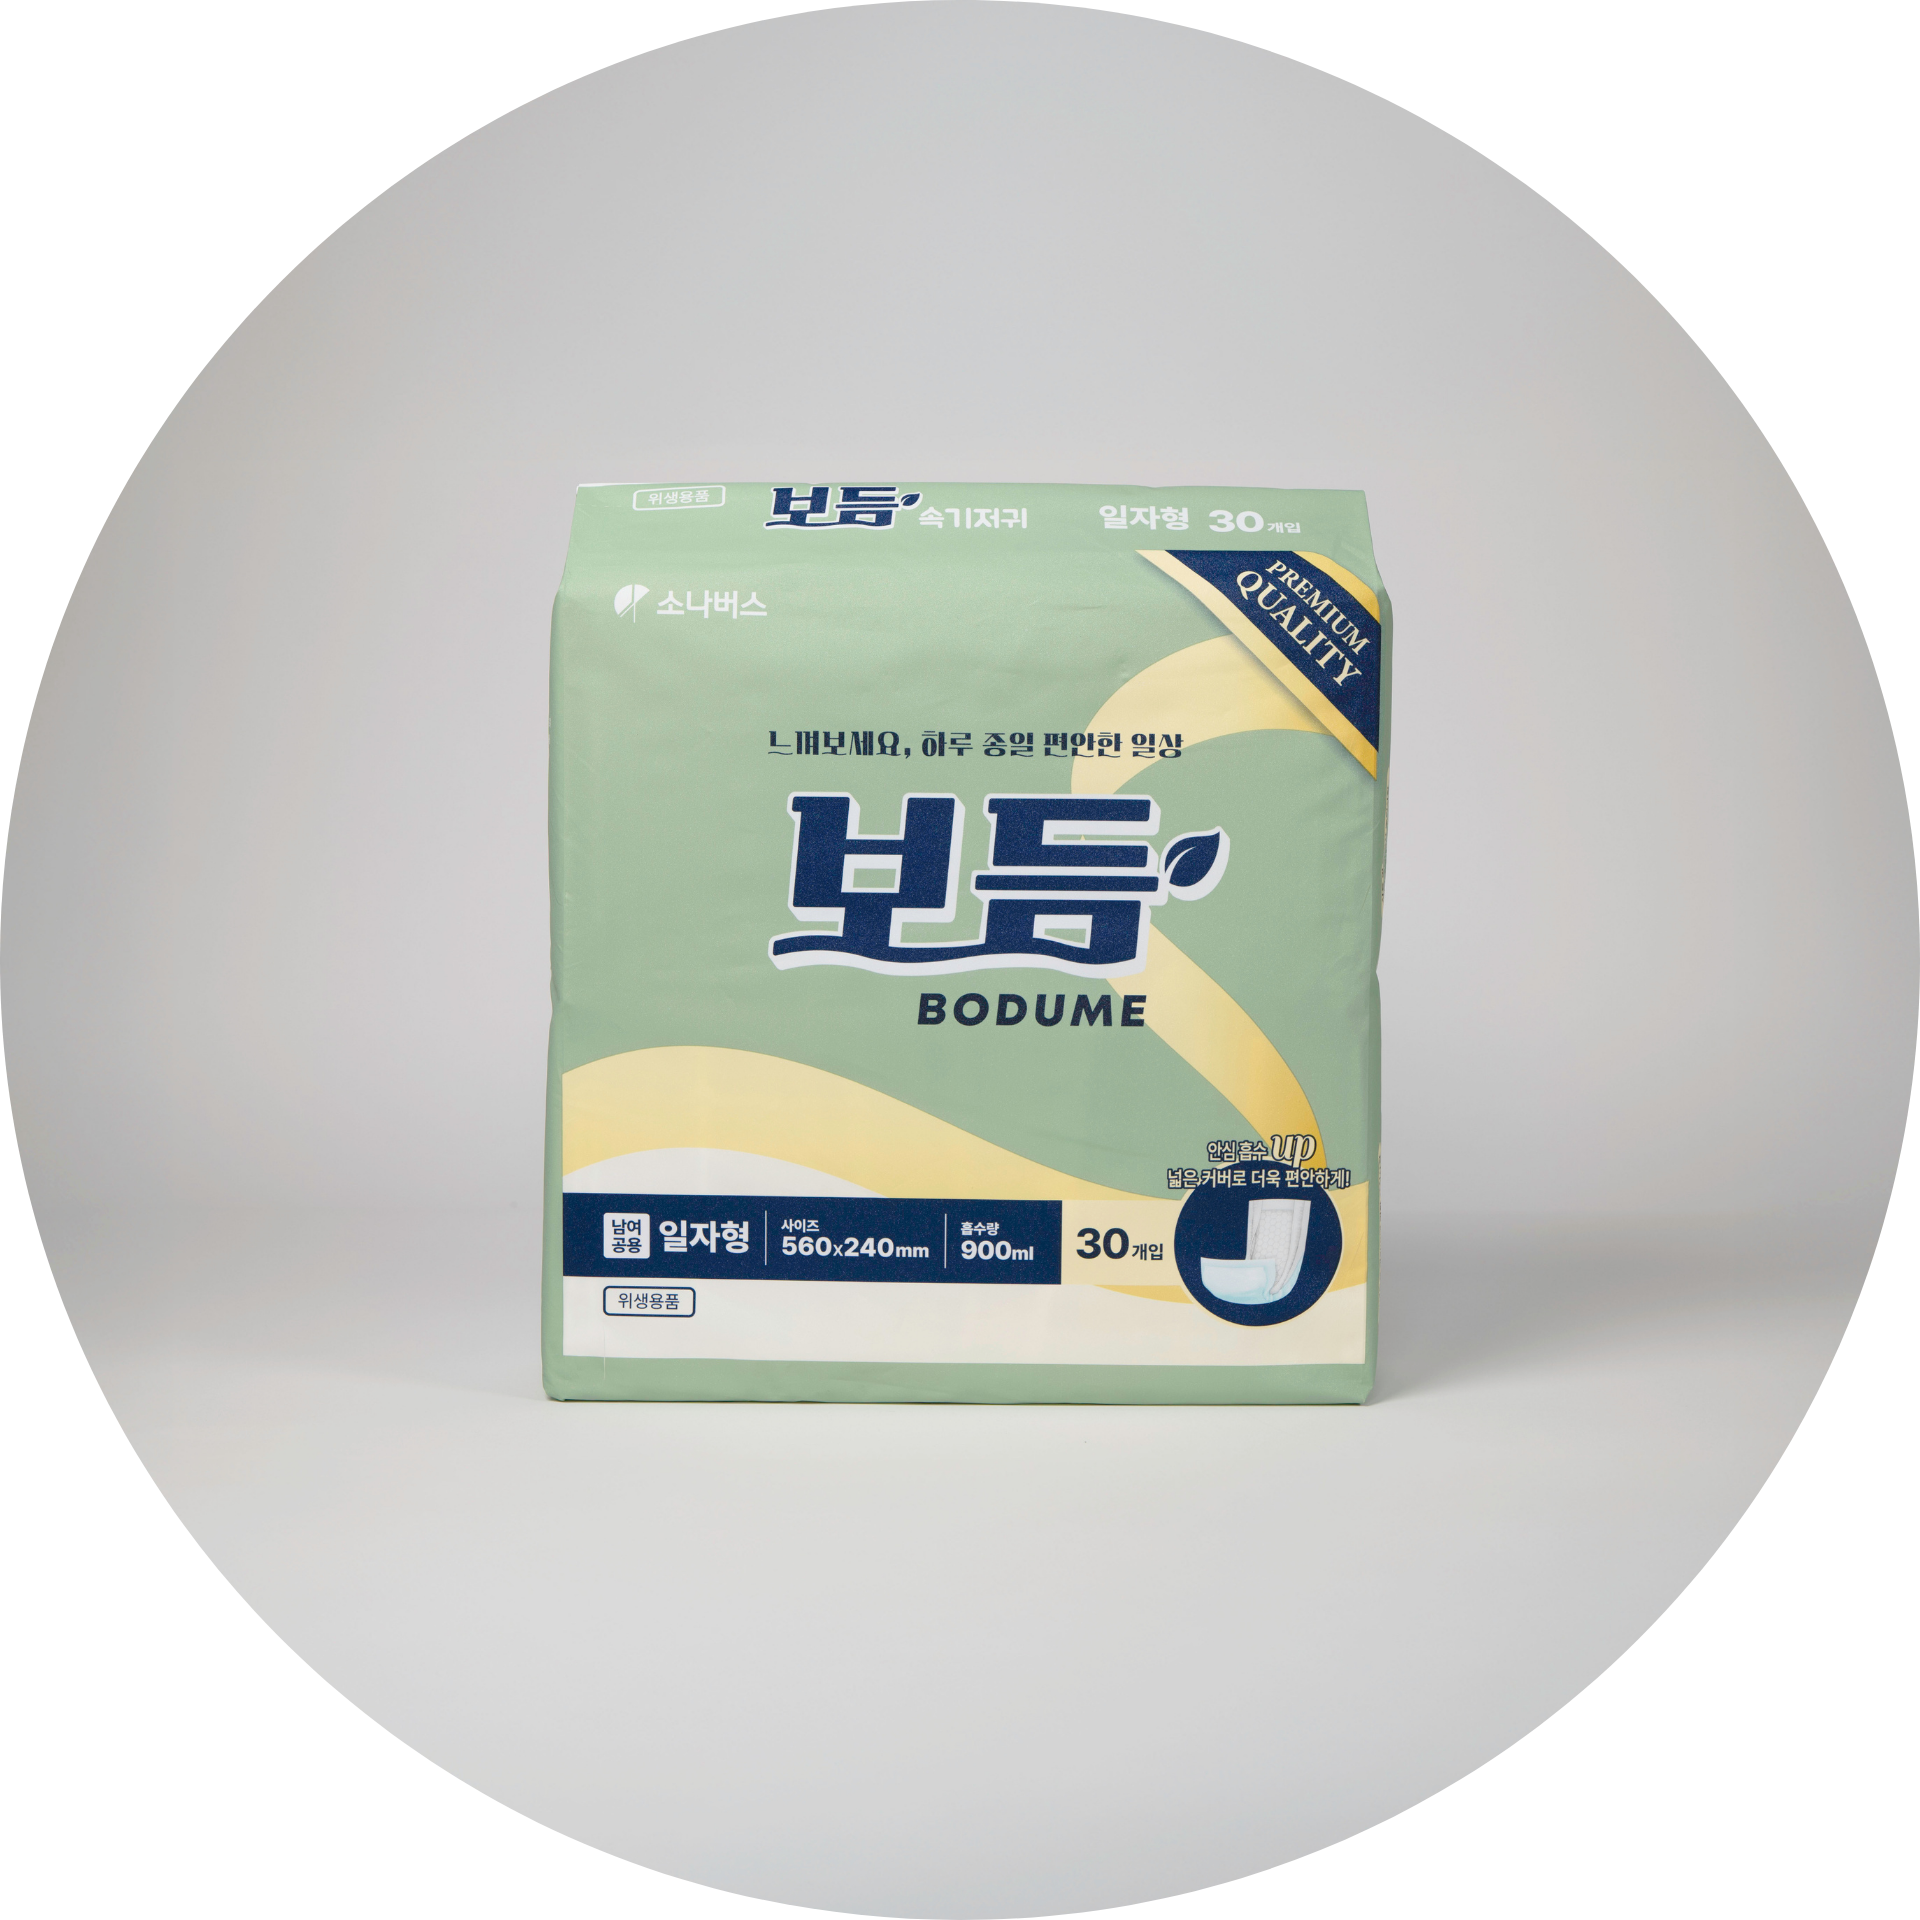 위생용품
보듬 속기저귀
일자형 30개입
PREMIUM
QUALITY
소나버스
느껴보세요, 하루 종일 편안한 일상
보듬
BODUME
안심 흡수 up
넓은 커버로 더욱 편안하게!
남여
공용
일자형
사이즈
560x240mm
흡수량
900ml
30개입
위생용품